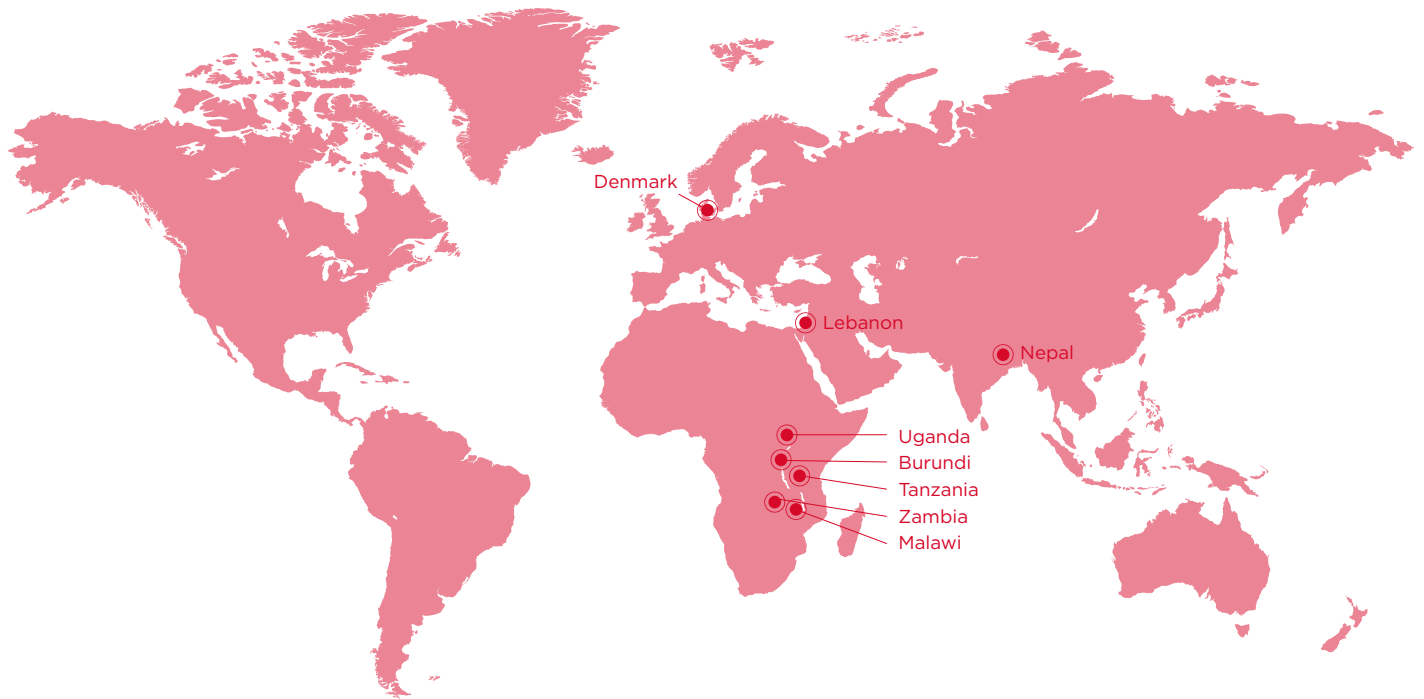 Denmark
Lebanon
Nepal
Uganda
Burundi
Tanzania
Zambia
Malawi